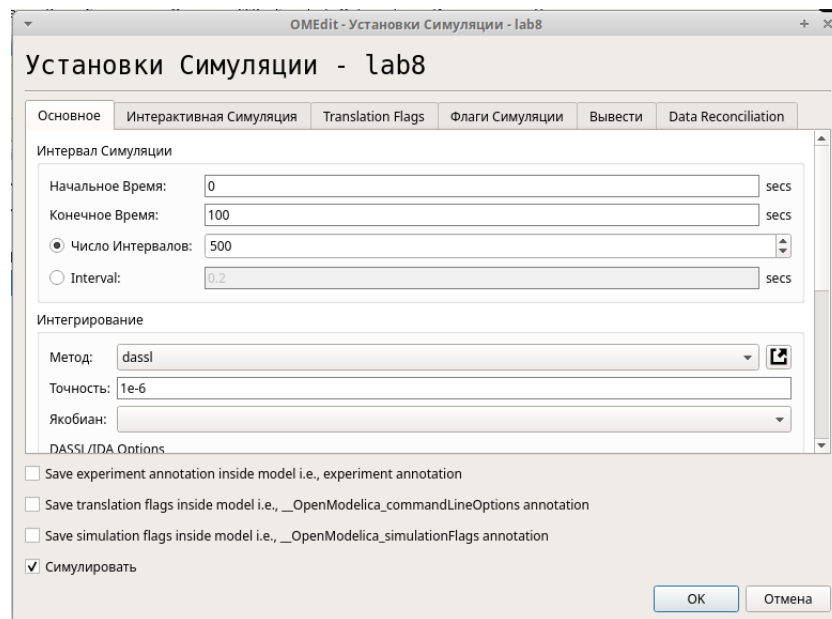 OMEdit - Установки Симуляции - lab8
Установки Симуляции - lab8
Основное Интерактивная Симуляция Translation Flags Флаги Симуляции Вывести Data Reconciliation
Интервал Симуляции
Начальное Время: 0 secs
Конечное Время: 100 secs
Число Интервалов: 500
Interval: 0.2 secs
Интегрирование
Метод: dassl
Точность: 1e-6
Якобиан:
DASSL/IDA Options
Save experiment annotation inside model i.e., experiment annotation
Save translation flags inside model i.e., __OpenModelica_commandLineOptions annotation
Save simulation flags inside model i.e., __OpenModelica_simulationFlags annotation
Симулировать
OK Отмена